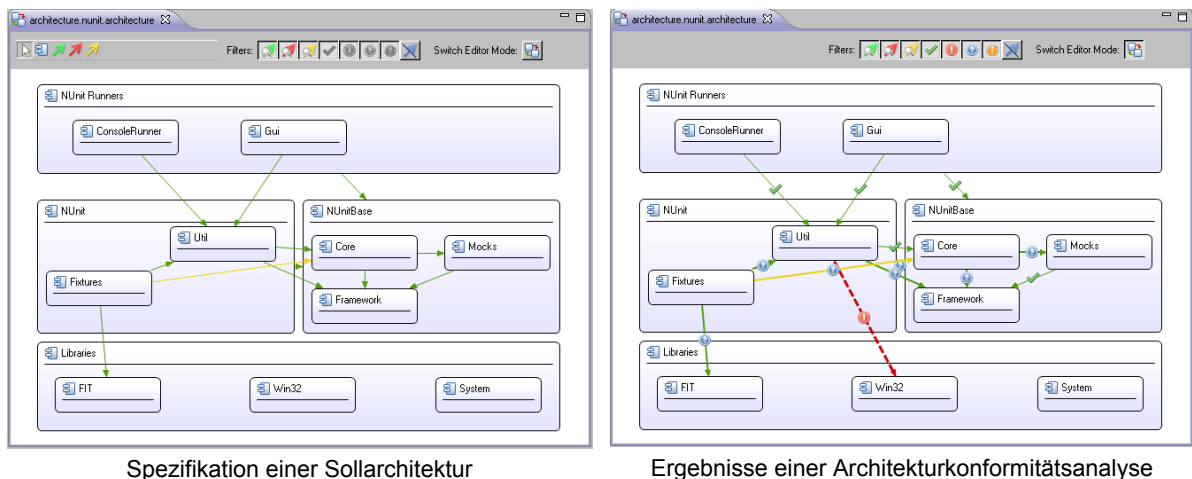 architecture.nunit.architecture
Filters:
Switch Editor Mode:
NUnit Runners
ConsoleRunner
Gui
NUnit
NUnitBase
Util
Core
Mocks
Fixtures
Framework
Libraries
FIT
Win32
System
Spezifikation einer Sollarchitektur
architecture.nunit.architecture
Filters:
Switch Editor Mode:
NUnit Runners
ConsoleRunner
Gui
NUnit
NUnitBase
Util
Core
Mocks
Fixtures
Framework
Libraries
FIT
Win32
System
Ergebnisse einer Architekturkonformitätsanalyse